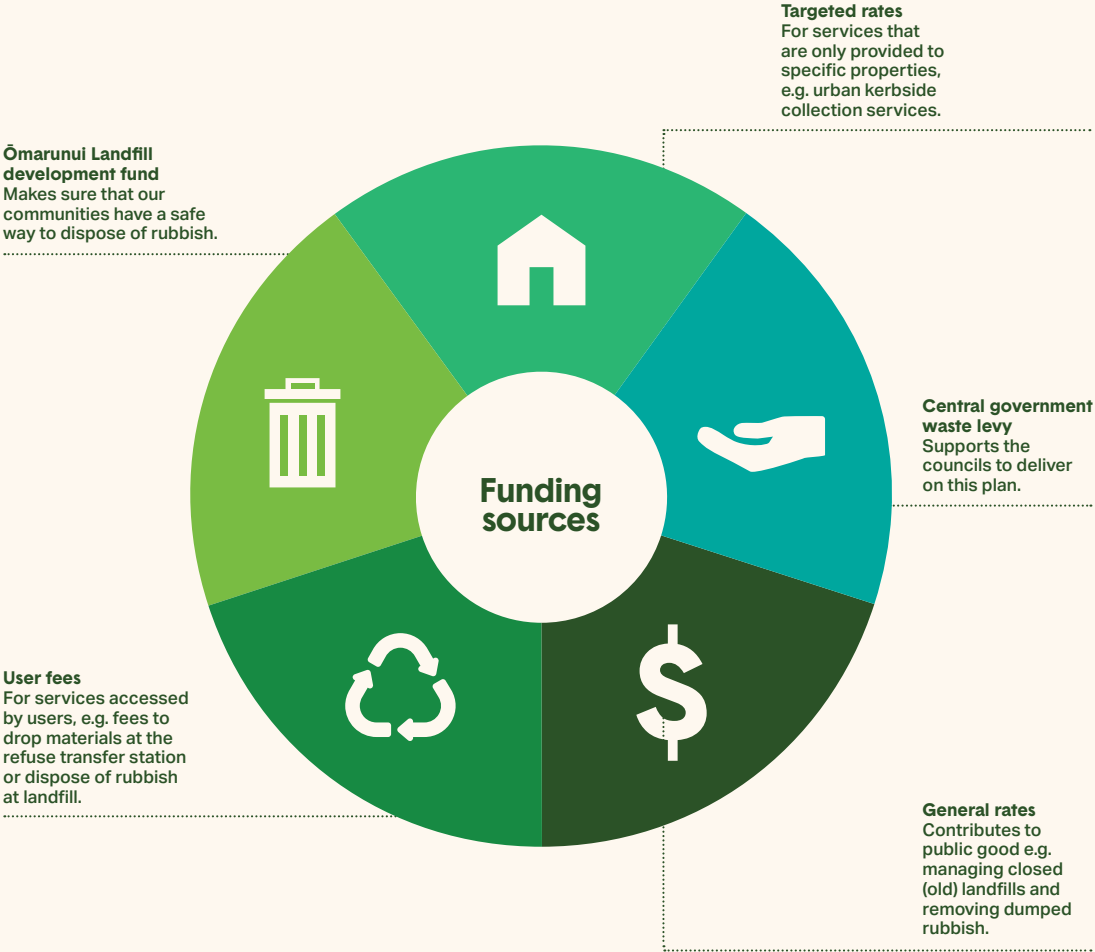 Targeted rates
For services that
are only provided to
specific properties,
e.g. urban kerbside
collection services.
Ōmarunui Landfill
development fund
Makes sure that our
communities have a safe
way to dispose of rubbish.
Central government
waste levy
Supports the
councils to deliver
on this plan.
Funding
sources
User fees
For services accessed
by users, e.g. fees to
drop materials at the
refuse transfer station
or dispose of rubbish
at landfill.
General rates
Contributes to
public good e.g.
managing closed
(old) landfills and
removing dumped
rubbish.